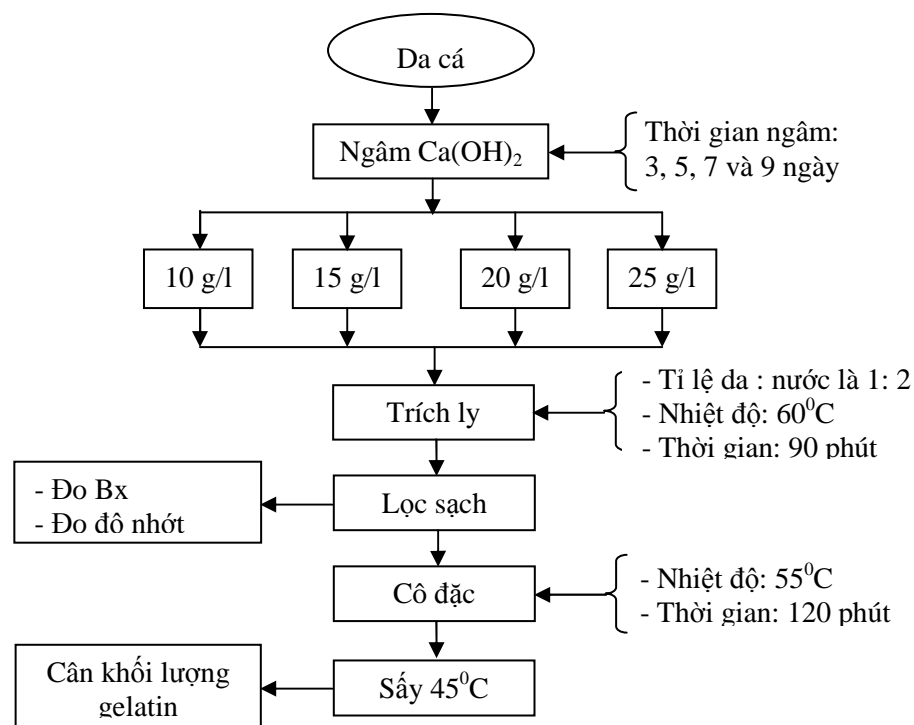 Da cá
Ngâm Ca(OH)₂
Thời gian ngâm:
3, 5, 7 và 9 ngày
10 g/l
15 g/l
20 g/l
25 g/l
Trích ly
- Tỉ lệ da : nước là 1: 2
- Nhiệt độ: 60⁰C
- Thời gian: 90 phút
Lọc sạch
- Đo Bx
- Đo đô nhớt
Cô đặc
- Nhiệt độ: 55⁰C
- Thời gian: 120 phút
Sấy 45⁰C
Cân khối lượng
gelatin